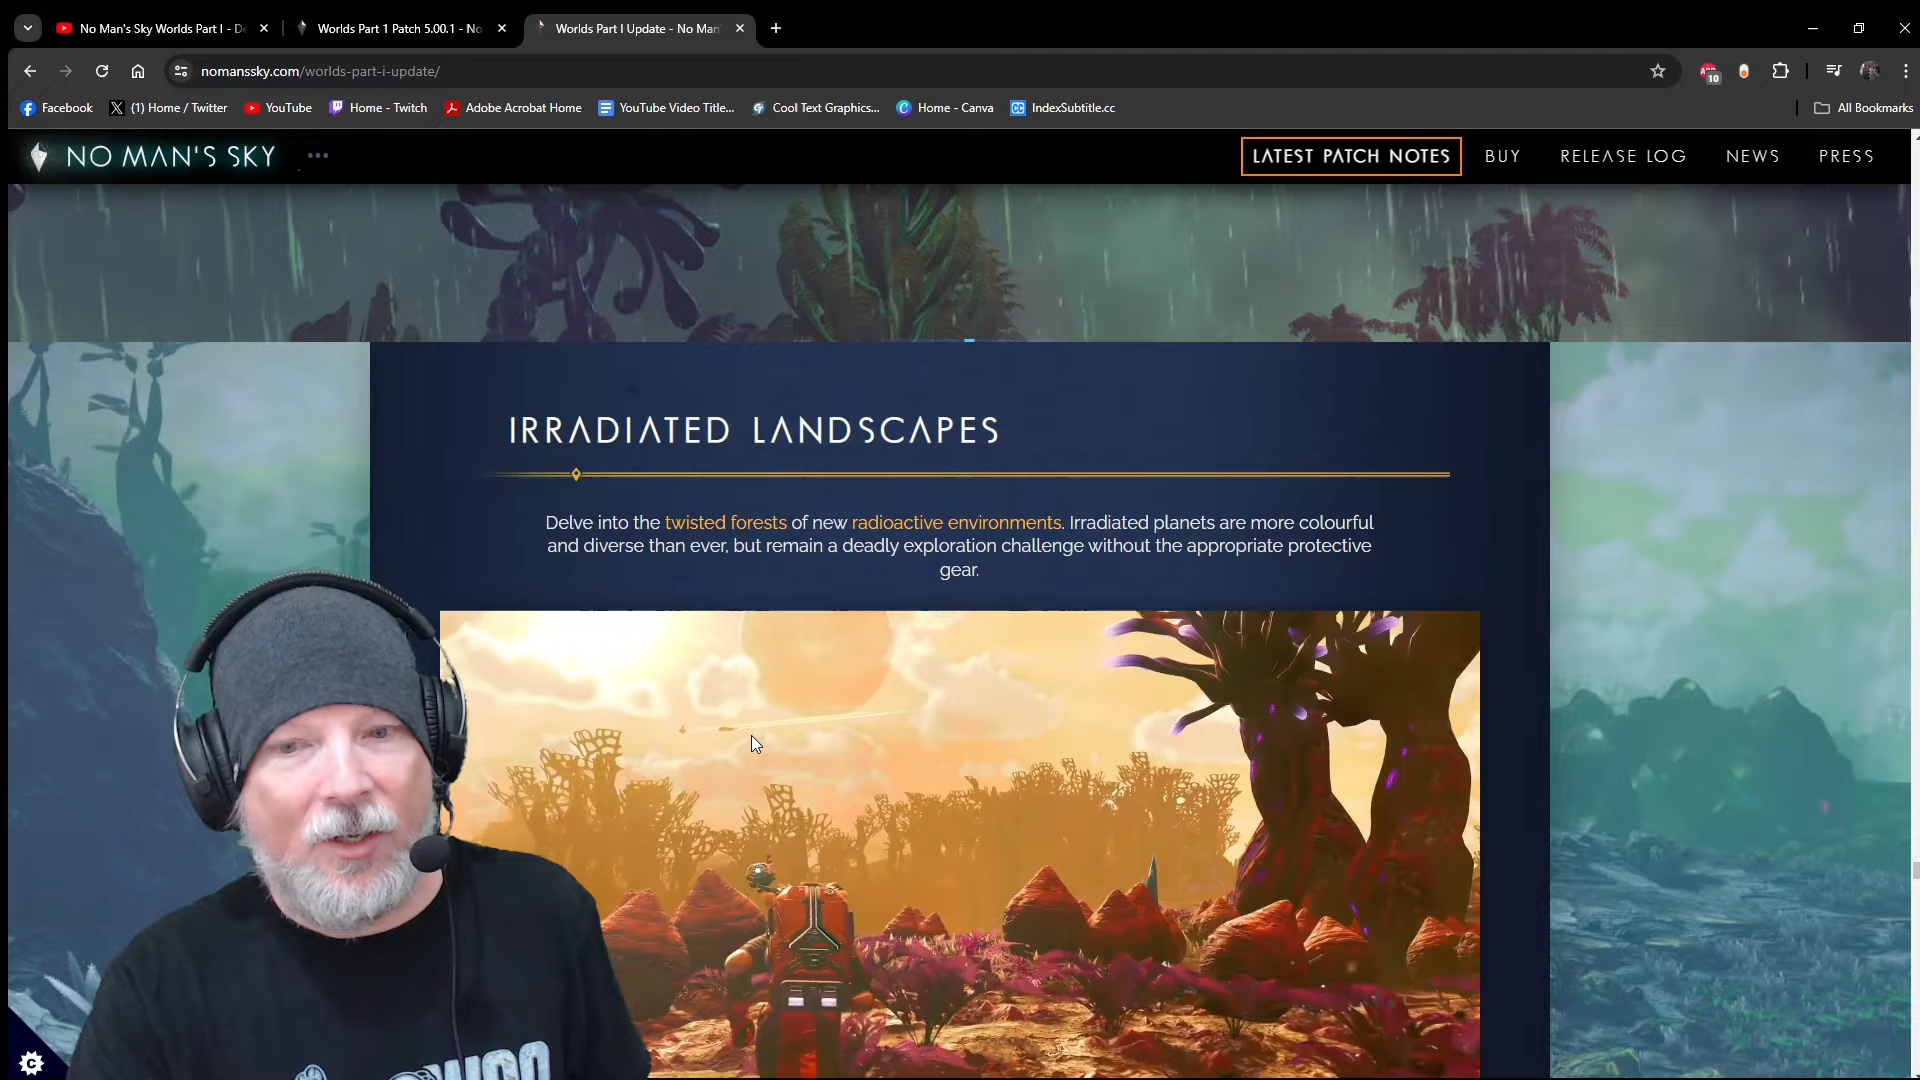 No Man's Sky Worlds Part I - De
Worlds Part 1 Patch 5.00.1 - No
Worlds Part I Update - No Man'
nomanssky.com/worlds-part-i-update/
10
Facebook
(1) Home / Twitter
YouTube
Home - Twitch
Adobe Acrobat Home
YouTube Video Title...
Cool Text Graphics...
Home - Canva
IndexSubtitle.cc
All Bookmarks
NO MAN'S SKY
LATEST PATCH NOTES
BUY
RELEASE LOG
NEWS
PRESS
IRRADIATED LANDSCAPES
Delve into the twisted forests of new radioactive environments. Irradiated planets are more colourful
and diverse than ever, but remain a deadly exploration challenge without the appropriate protective
gear.